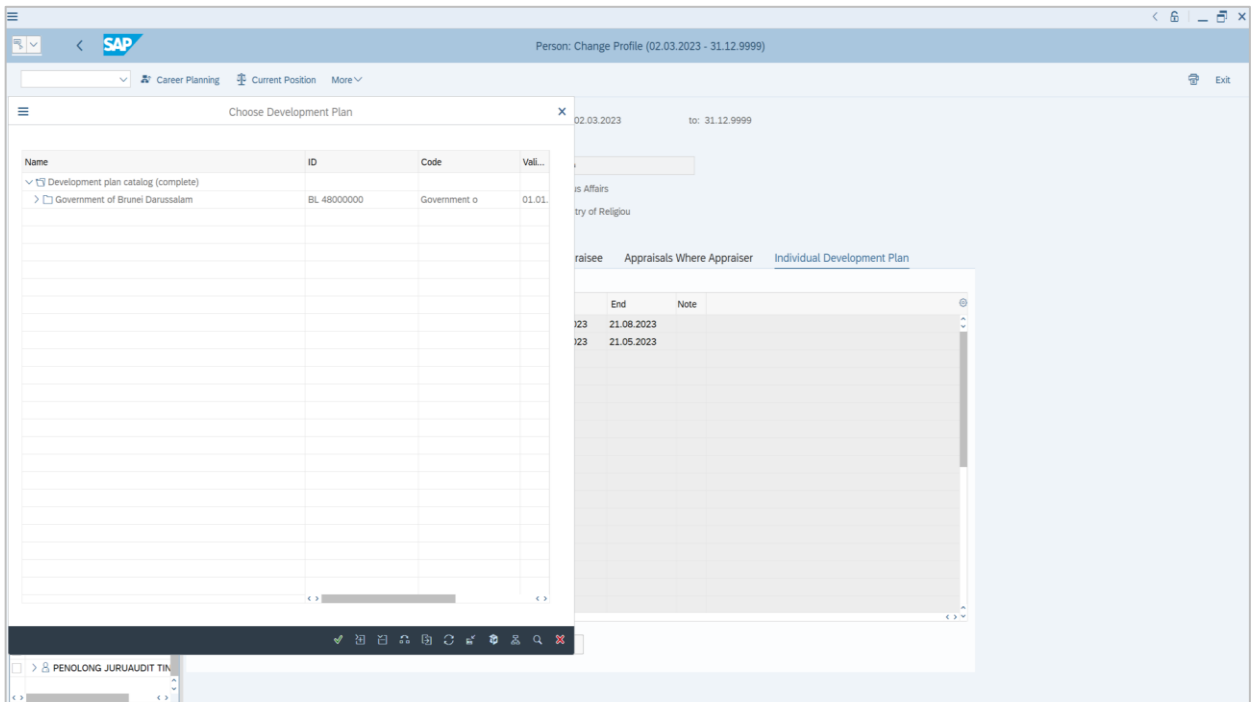 SAP
Person: Change Profile (02.03.2023 - 31.12.9999)
Career Planning Current Position More Exit
Choose Development Plan
02.03.2023 to: 31.12.9999
Name ID Code Vali...
Development plan catalog (complete)
Government of Brunei Darussalam BL 48000000 Government o 01.01.
us Affairs
try of Religiou
raisee Appraisals Where Appraiser Individual Development Plan
End Note
023 21.08.2023
023 21.05.2023
PENOLONG JURUAUDIT TIN